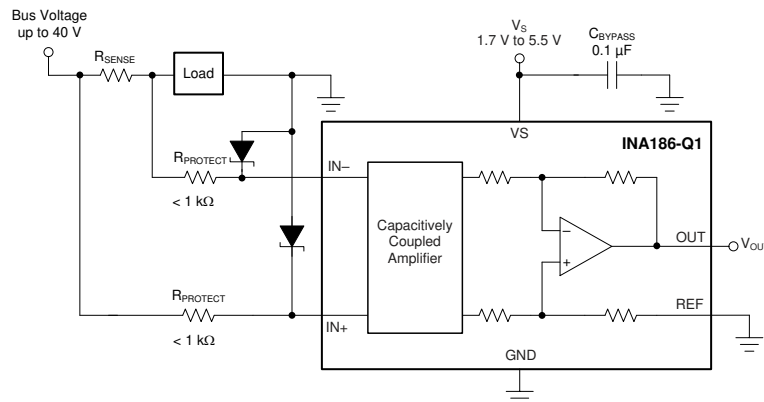 Bus Voltage
up to 40 V
RSENSE
Load
VS
1.7 V to 5.5 V
CBYPASS
0.1 µF
VS
INA186-Q1
RPROTECT
< 1 kΩ
IN–
Capacitively
Coupled
Amplifier
–
+
OUT
VOU
RPROTECT
< 1 kΩ
IN+
REF
GND